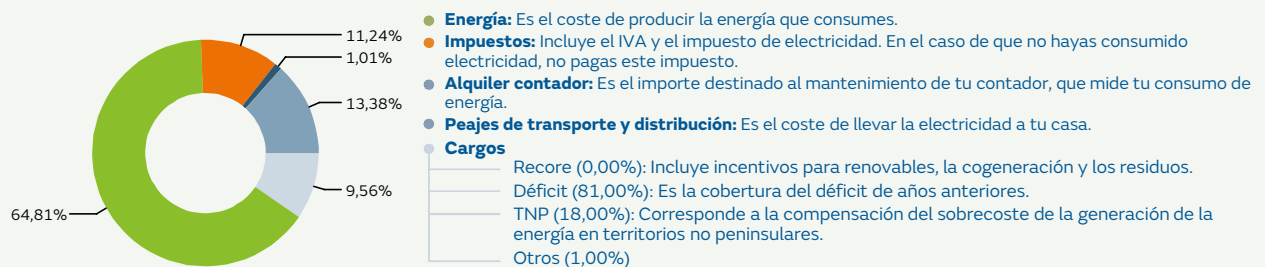 11,24%
1,01%
13,38%
9,56%
64,81%
Energía: Es el coste de producir la energía que consumes.
Impuestos: Incluye el IVA y el impuesto de electricidad. En el caso de que no hayas consumido
electricidad, no pagas este impuesto.
Alquiler contador: Es el importe destinado al mantenimiento de tu contador, que mide tu consumo de
energía.
Peajes de transporte y distribución: Es el coste de llevar la electricidad a tu casa.
Cargos
Recore (0,00%): Incluye incentivos para renovables, la cogeneración y los residuos.
Déficit (81,00%): Es la cobertura del déficit de años anteriores.
TNP (18,00%): Corresponde a la compensación del sobrecoste de la generación de la
energía en territorios no peninsulares.
Otros (1,00%)